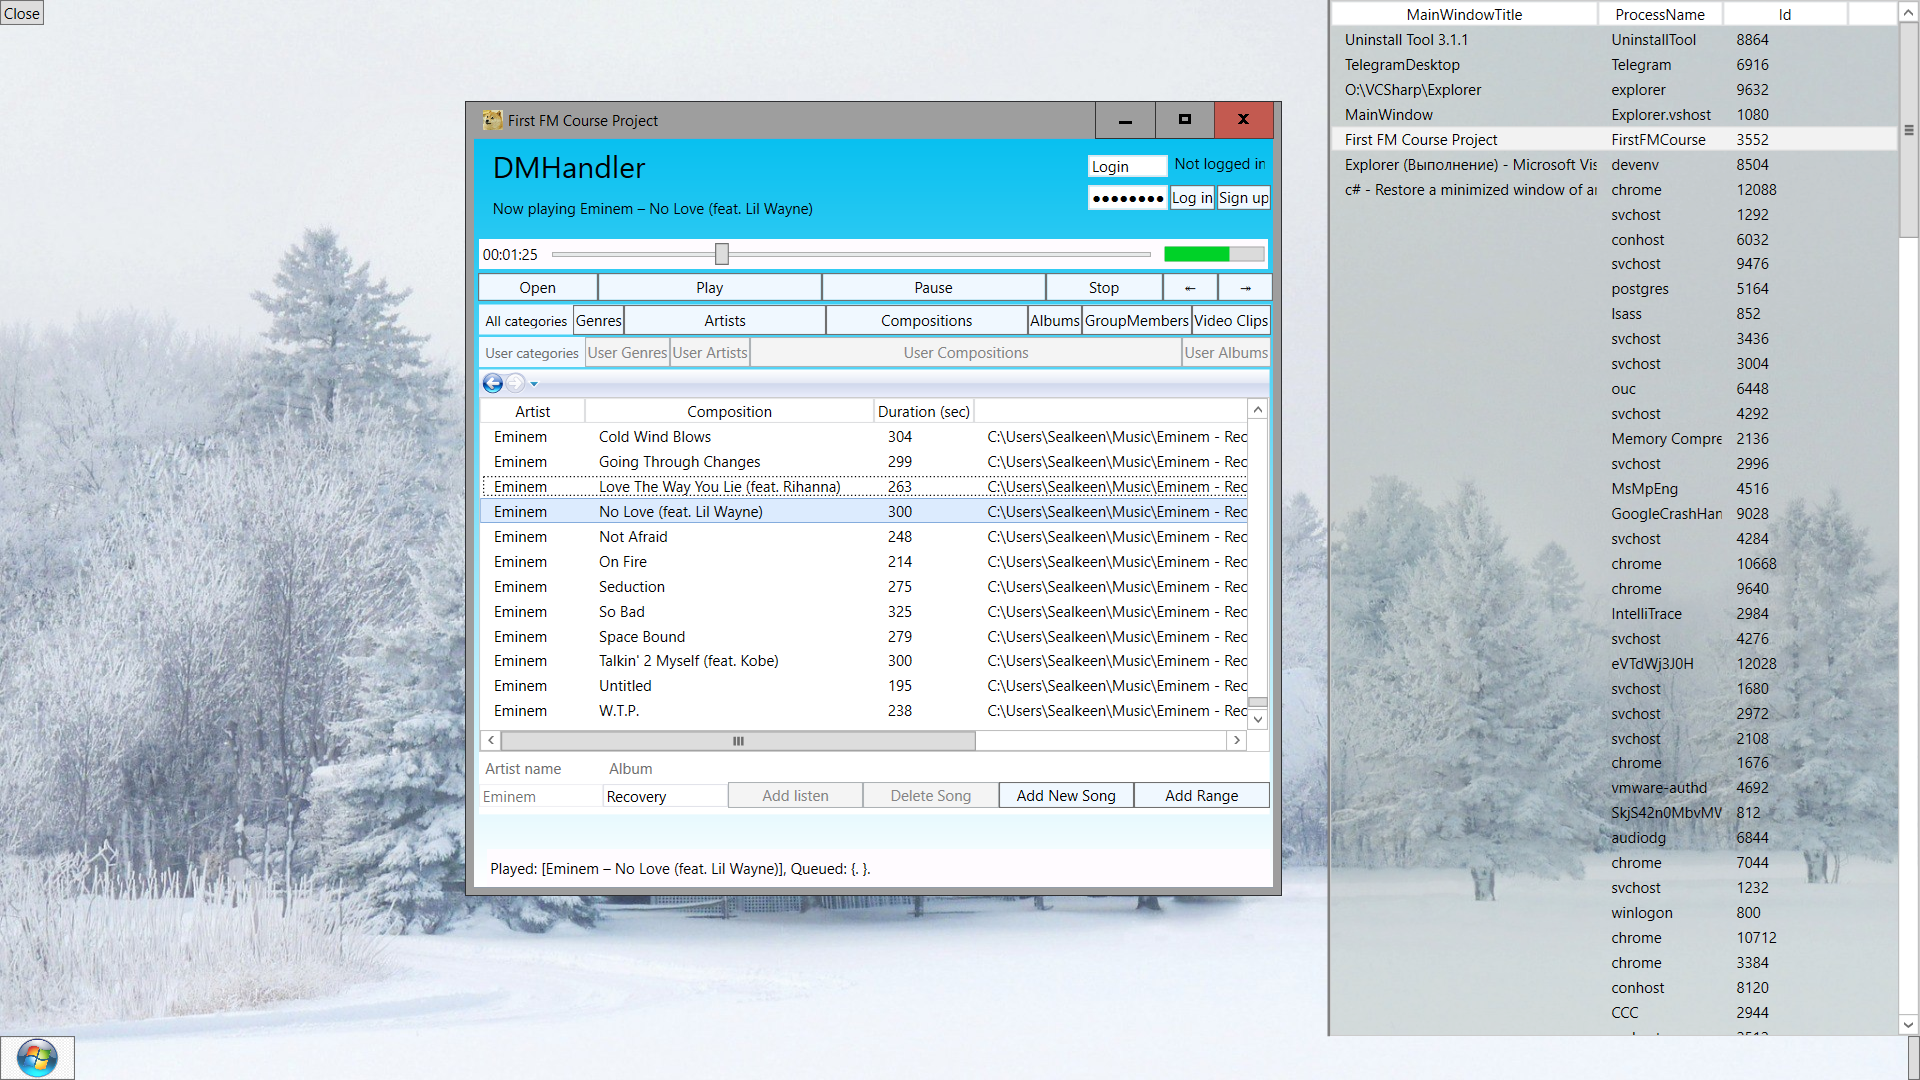 Close
First FM Course Project
DMHandler
Login
Not logged in
Log in
Sign up
Now playing Eminem – No Love (feat. Lil Wayne)
00:01:25
Open Play Pause Stop ← →
All categories Genres Artists Compositions Albums GroupMembers Video Clips
User categories User Genres User Artists User Compositions User Albums
Artist Composition Duration (sec)
Eminem Cold Wind Blows 304 C:\Users\Sealkeen\Music\Eminem - Rec
Eminem Going Through Changes 299 C:\Users\Sealkeen\Music\Eminem - Rec
Eminem Love The Way You Lie (feat. Rihanna) 263 C:\Users\Sealkeen\Music\Eminem - Rec
Eminem No Love (feat. Lil Wayne) 300 C:\Users\Sealkeen\Music\Eminem - Rec
Eminem Not Afraid 248 C:\Users\Sealkeen\Music\Eminem - Rec
Eminem On Fire 214 C:\Users\Sealkeen\Music\Eminem - Rec
Eminem Seduction 275 C:\Users\Sealkeen\Music\Eminem - Rec
Eminem So Bad 325 C:\Users\Sealkeen\Music\Eminem - Rec
Eminem Space Bound 279 C:\Users\Sealkeen\Music\Eminem - Rec
Eminem Talkin' 2 Myself (feat. Kobe) 300 C:\Users\Sealkeen\Music\Eminem - Rec
Eminem Untitled 195 C:\Users\Sealkeen\Music\Eminem - Rec
Eminem W.T.P. 238 C:\Users\Sealkeen\Music\Eminem - Rec
Artist name Album
Eminem Recovery Add listen Delete Song Add New Song Add Range
Played: [Eminem – No Love (feat. Lil Wayne)], Queued: {. }.
MainWindowTitle ProcessName Id
Uninstall Tool 3.1.1 UninstallTool 8864
TelegramDesktop Telegram 6916
O:\VCSharp\Explorer explorer 9632
MainWindow Explorer.vshost 1080
First FM Course Project FirstFMCourse 3552
Explorer (Выполнение) - Microsoft Vis devenv 8504
c# - Restore a minimized window of ar chrome 12088
svchost 1292
conhost 6032
svchost 9476
postgres 5164
lsass 852
svchost 3436
svchost 3004
ouc 6448
svchost 4292
Memory Compre 2136
svchost 2996
MsMpEng 4516
GoogleCrashHan 9028
svchost 4284
chrome 10668
chrome 9640
IntelliTrace 2984
svchost 4276
eVTdWj3J0H 12028
svchost 1680
svchost 2972
svchost 2108
chrome 1676
vmware-authd 4692
SkjS42n0MbvMV 812
audiodg 6844
chrome 7044
svchost 1232
winlogon 800
chrome 10712
chrome 3384
conhost 8120
CCC 2944